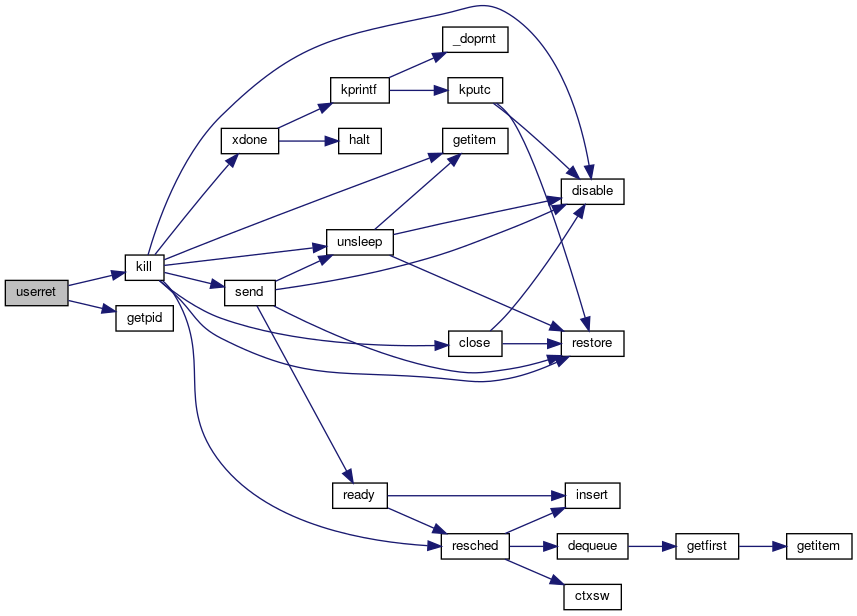 _doprnt
kprintf
kputc
xdone
halt
getitem
disable
unsleep
kill
userret
send
getpid
close
restore
ready
insert
resched
dequeue
getfirst
getitem
ctxsw